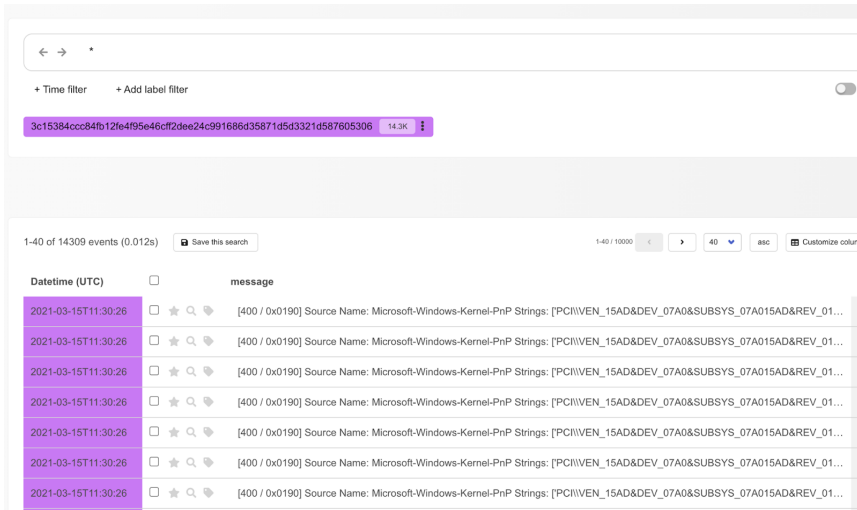 *
+ Time filter + Add label filter
3c15384ccc84fb12fe4f95e46cff2dee24c991686d35871d5d3321d587605306 14.3K
1-40 of 14309 events (0.012s) Save this search 1-40 / 10000 40 asc Customize colum
Datetime (UTC) message
2021-03-15T11:30:26 [400 / 0x0190] Source Name: Microsoft-Windows-Kernel-PnP Strings: ['PCI\\VEN_15AD&DEV_07A0&SUBSYS_07A015AD&REV_01...
2021-03-15T11:30:26 [400 / 0x0190] Source Name: Microsoft-Windows-Kernel-PnP Strings: ['PCI\\VEN_15AD&DEV_07A0&SUBSYS_07A015AD&REV_01...
2021-03-15T11:30:26 [400 / 0x0190] Source Name: Microsoft-Windows-Kernel-PnP Strings: ['PCI\\VEN_15AD&DEV_07A0&SUBSYS_07A015AD&REV_01...
2021-03-15T11:30:26 [400 / 0x0190] Source Name: Microsoft-Windows-Kernel-PnP Strings: ['PCI\\VEN_15AD&DEV_07A0&SUBSYS_07A015AD&REV_01...
2021-03-15T11:30:26 [400 / 0x0190] Source Name: Microsoft-Windows-Kernel-PnP Strings: ['PCI\\VEN_15AD&DEV_07A0&SUBSYS_07A015AD&REV_01...
2021-03-15T11:30:26 [400 / 0x0190] Source Name: Microsoft-Windows-Kernel-PnP Strings: ['PCI\\VEN_15AD&DEV_07A0&SUBSYS_07A015AD&REV_01...
2021-03-15T11:30:26 [400 / 0x0190] Source Name: Microsoft-Windows-Kernel-PnP Strings: ['PCI\\VEN_15AD&DEV_07A0&SUBSYS_07A015AD&REV_01...